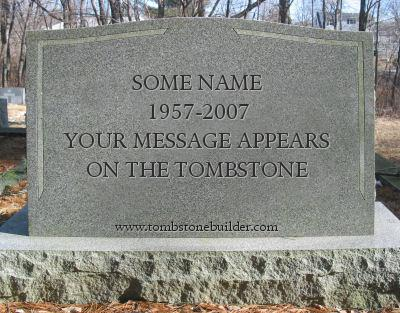 SOME NAME
1957-2007
YOUR MESSAGE APPEARS
ON THE TOMBSTONE
www.tombstonebuilder.com